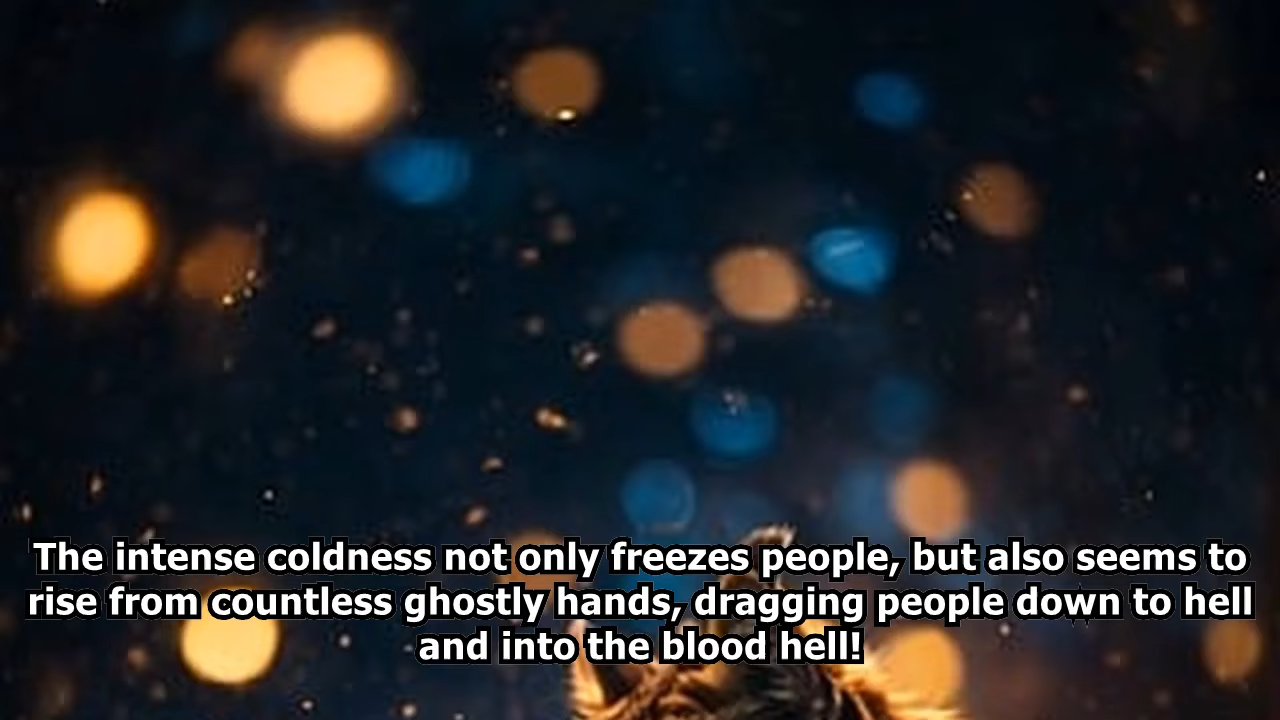 The intense coldness not only freezes people, but also seems to
rise from countless ghostly hands, dragging people down to hell
and into the blood hell!